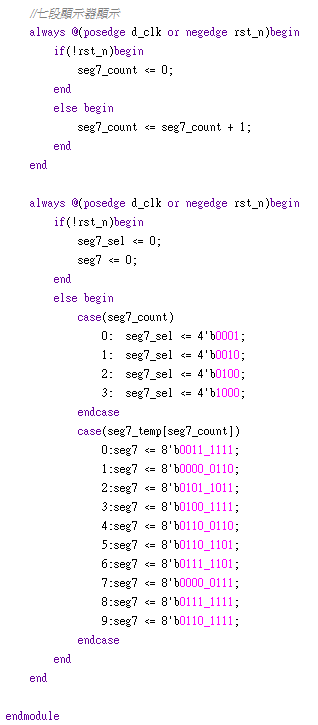 //七段顯示器顯示
always @(posedge d_clk or negedge rst_n)begin
if(!rst_n)begin
seg7_count <= 0;
end
else begin
seg7_count <= seg7_count + 1;
end
end
always @(posedge d_clk or negedge rst_n)begin
if(!rst_n)begin
seg7_sel <= 0;
seg7 <= 0;
end
else begin
case(seg7_count)
0:  seg7_sel <= 4'b0001;
1:  seg7_sel <= 4'b0010;
2:  seg7_sel <= 4'b0100;
3:  seg7_sel <= 4'b1000;
endcase
case(seg7_temp[seg7_count])
0:seg7 <= 8'b0011_1111;
1:seg7 <= 8'b0000_0110;
2:seg7 <= 8'b0101_1011;
3:seg7 <= 8'b0100_1111;
4:seg7 <= 8'b0110_0110;
5:seg7 <= 8'b0110_1101;
6:seg7 <= 8'b0111_1101;
7:seg7 <= 8'b0000_0111;
8:seg7 <= 8'b0111_1111;
9:seg7 <= 8'b0110_1111;
endcase
end
end
endmodule